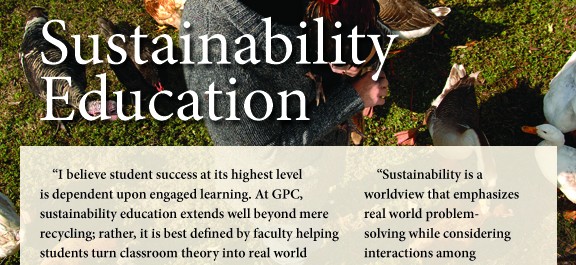 Sustainability
Education
“I believe student success at its highest level
is dependent upon engaged learning. At GPC,
sustainability education extends well beyond mere
recycling; rather, it is best defined by faculty helping
students turn classroom theory into real world
“Sustainability is a
worldview that emphasizes
real world problem-
solving while considering
interactions among